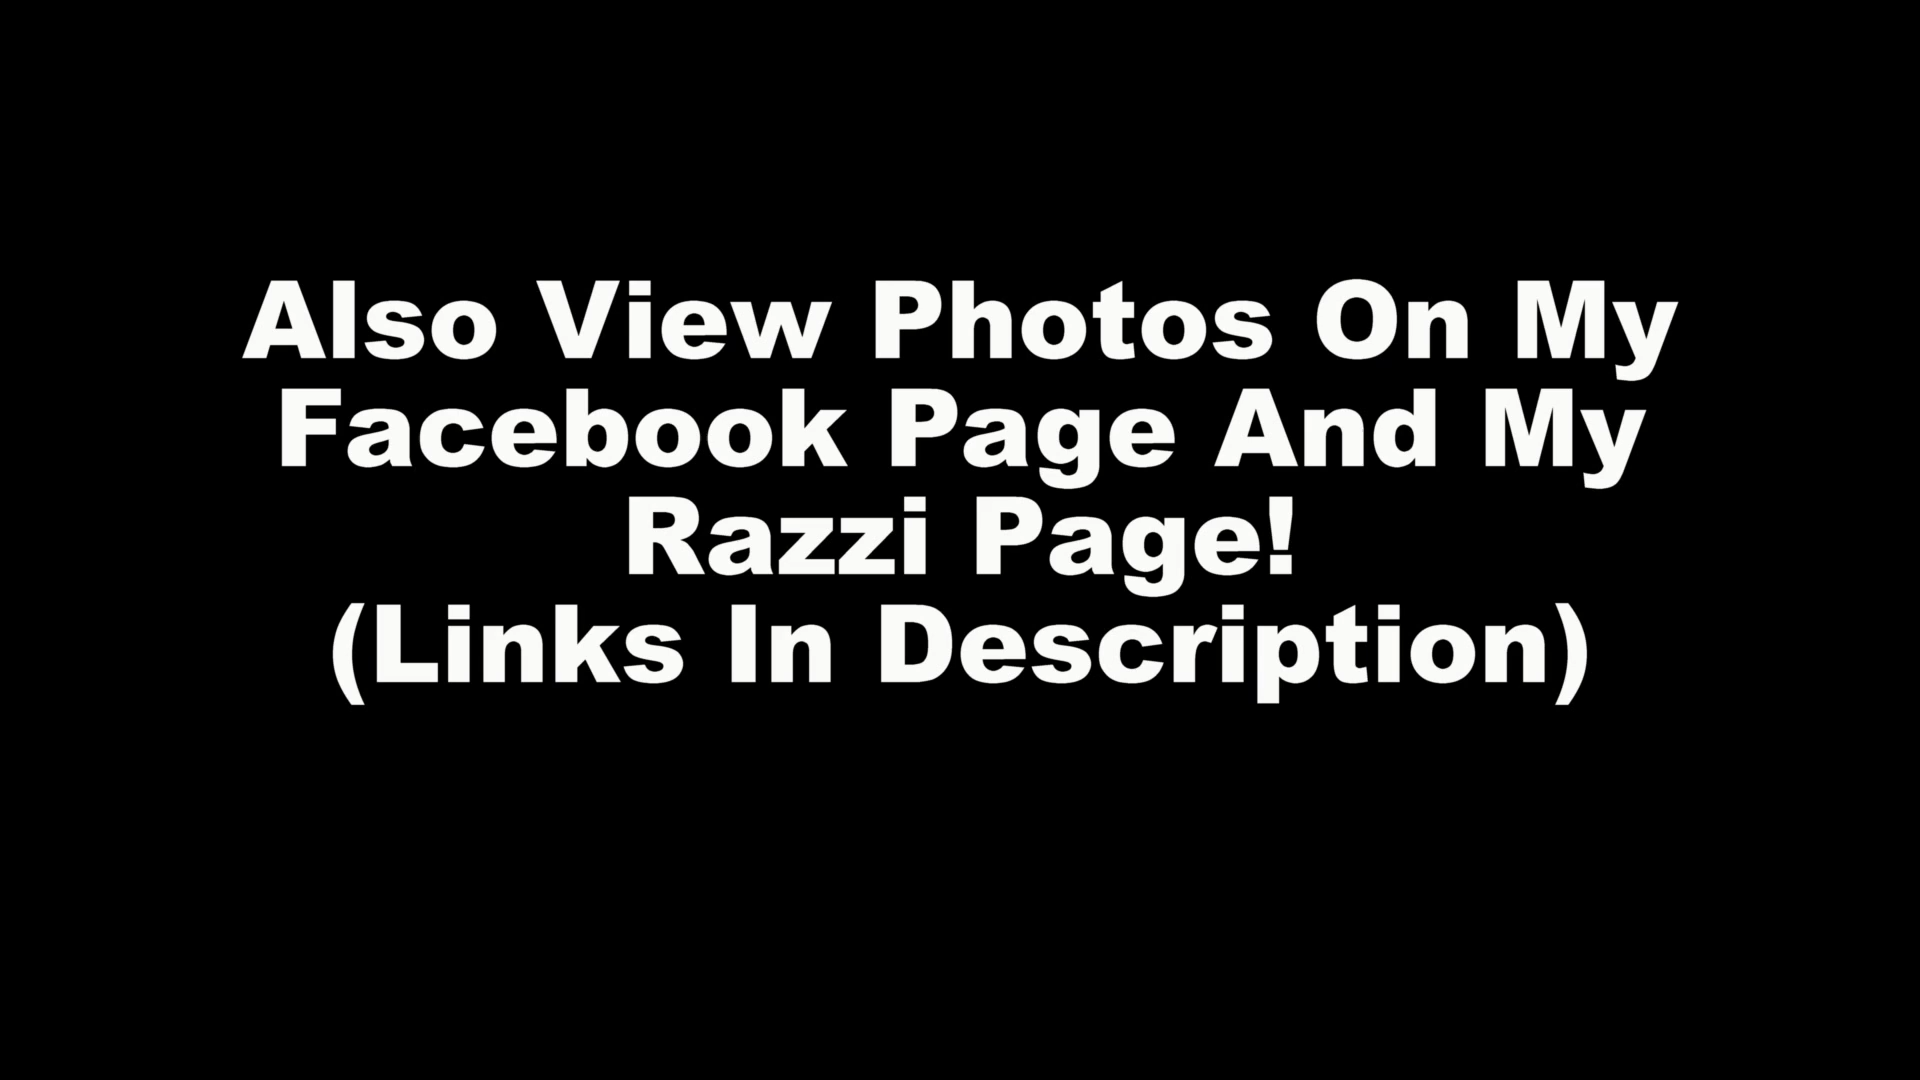 Also View Photos On My
Facebook Page And My
Razzi Page!
(Links In Description)